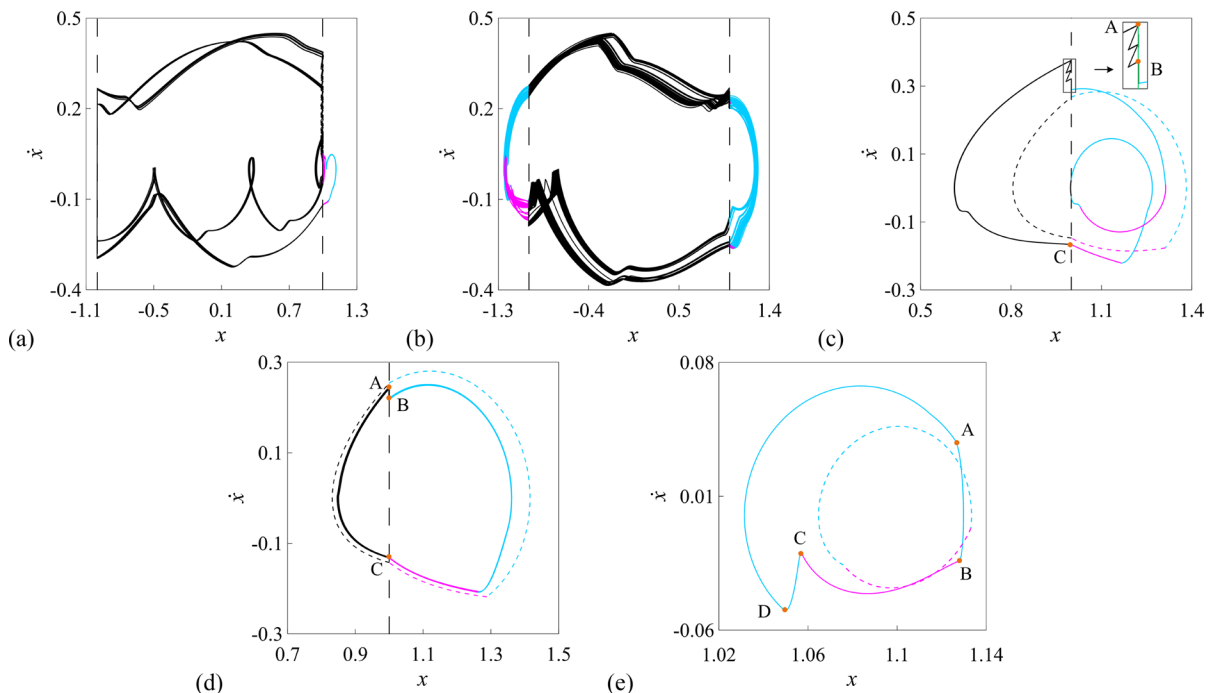 0.5
0.2
-0.1
-0.4
ẋ
-1.1
-0.5
0.1
0.7
1.3
x
(a)
0.5
0.2
-0.1
-0.4
ẋ
-1.3
-0.4
0.5
1.4
x
(b)
0.5
0.3
0.1
-0.1
-0.3
ẋ
A
B
C
0.5
0.8
1.1
1.4
x
(c)
0.3
0.1
-0.1
-0.3
ẋ
A
B
C
0.7
0.9
1.1
1.3
1.5
x
(d)
0.08
0.01
-0.06
ẋ
A
C
B
D
1.02
1.06
1.1
1.14
x
(e)